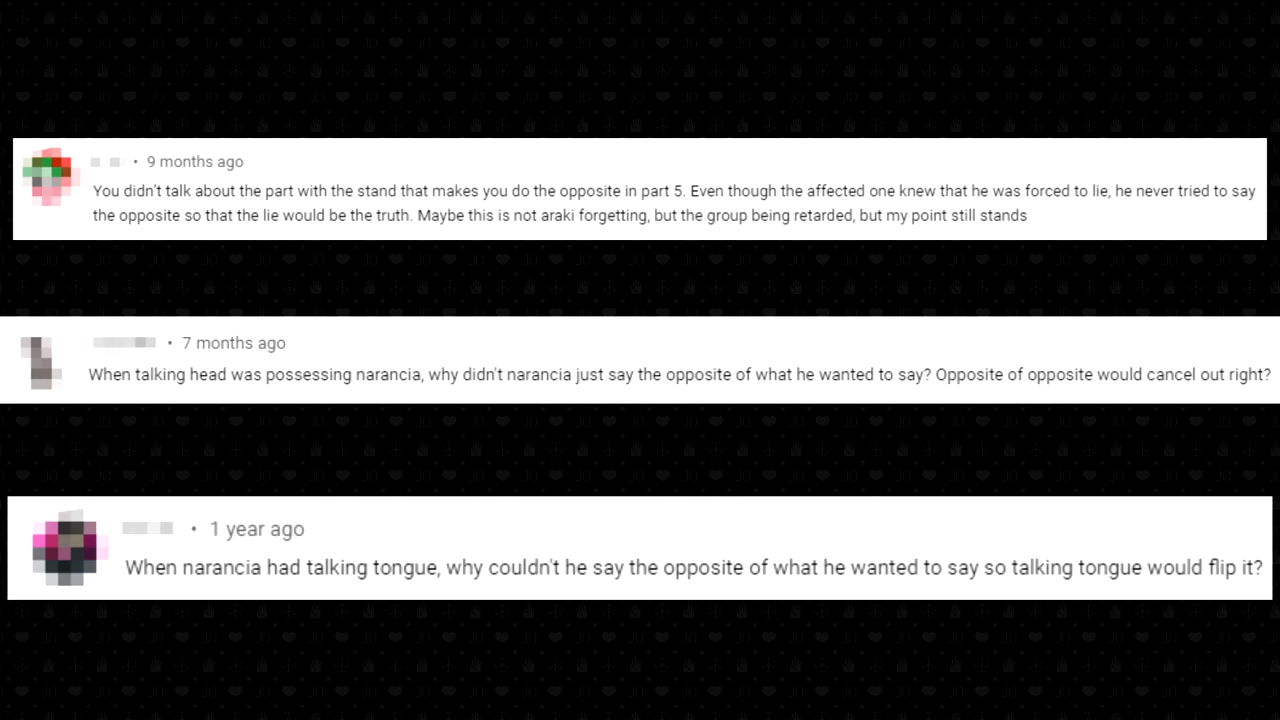 • 9 months ago
You didn't talk about the part with the stand that makes you do the opposite in part 5. Even though the affected one knew that he was forced to lie, he never tried to say
the opposite so that the lie would be the truth. Maybe this is not araki forgetting, but the group being retarded, but my point still stands
• 7 months ago
When talking head was possessing narancia, why didn't narancia just say the opposite of what he wanted to say? Opposite of opposite would cancel out right?
• 1 year ago
When narancia had talking tongue, why couldn't he say the opposite of what he wanted to say so talking tongue would flip it?